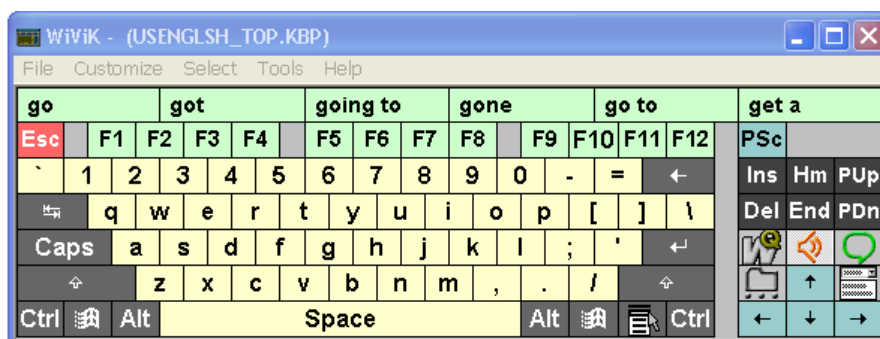 WiViK - (USENGLSH_TOP.KBP)
File Customize Select Tools Help
go got going to gone go to get a
Esc F1 F2 F3 F4 F5 F6 F7 F8 F9 F10 F11 F12 PSc
` 1 2 3 4 5 6 7 8 9 0 - = ← Ins Hm PUp
↹ q w e r t y u i o p [ ] \ Del End PDn
Caps a s d f g h j k l ; ' ↵
⇧ z x c v b n m , . / ⇧ ↑
Ctrl Alt Space Alt Ctrl ← ↓ →